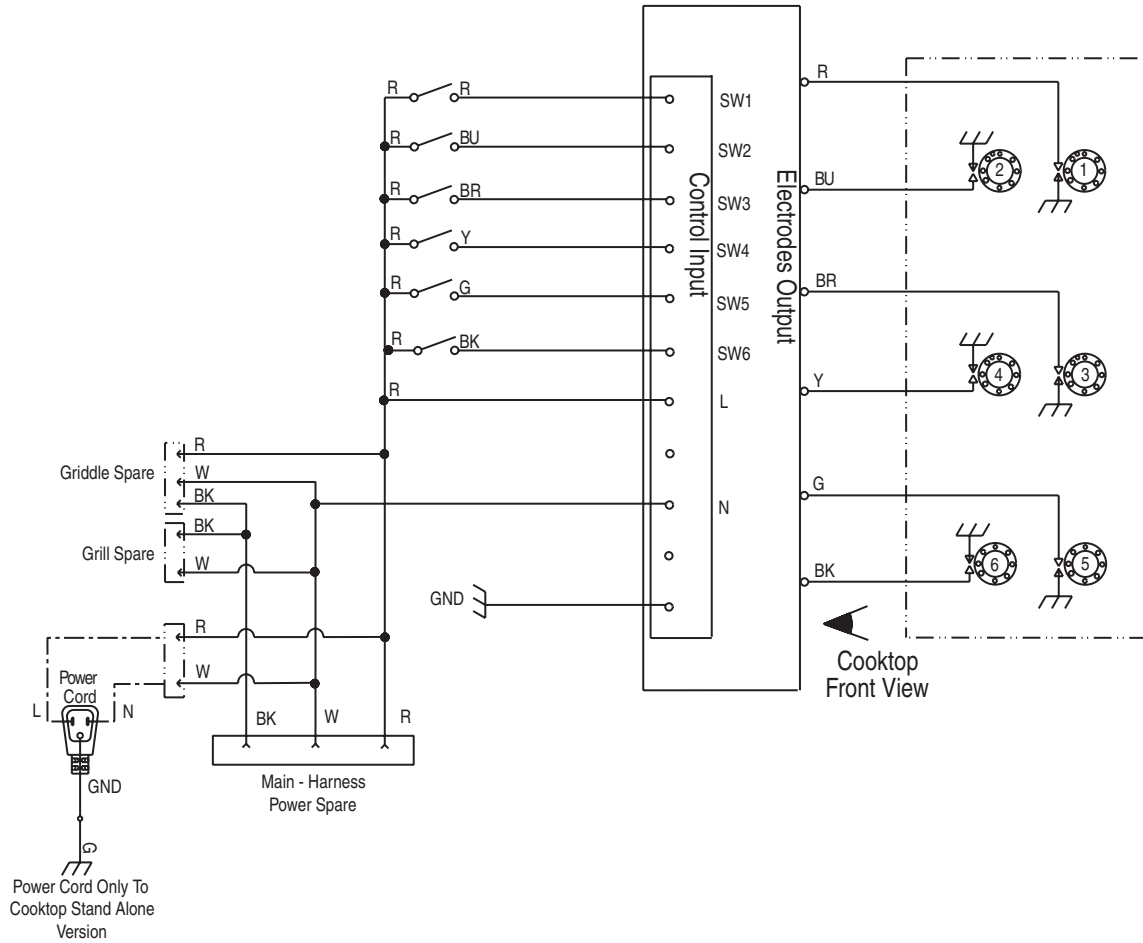 R
R
SW1
R
BU
SW2
R
BR
SW3
R
Y
SW4
R
G
SW5
R
BK
SW6
R
L
N
Control Input
Electrodes Output
R
BU
BR
Y
G
BK
2
1
4
3
6
5
Cooktop
Front View
Griddle Spare
R
W
BK
Grill Spare
BK
W
GND
R
W
Power
Cord
L
N
GND
G
Power Cord Only To
Cooktop Stand Alone
Version
BK
W
R
Main - Harness
Power Spare